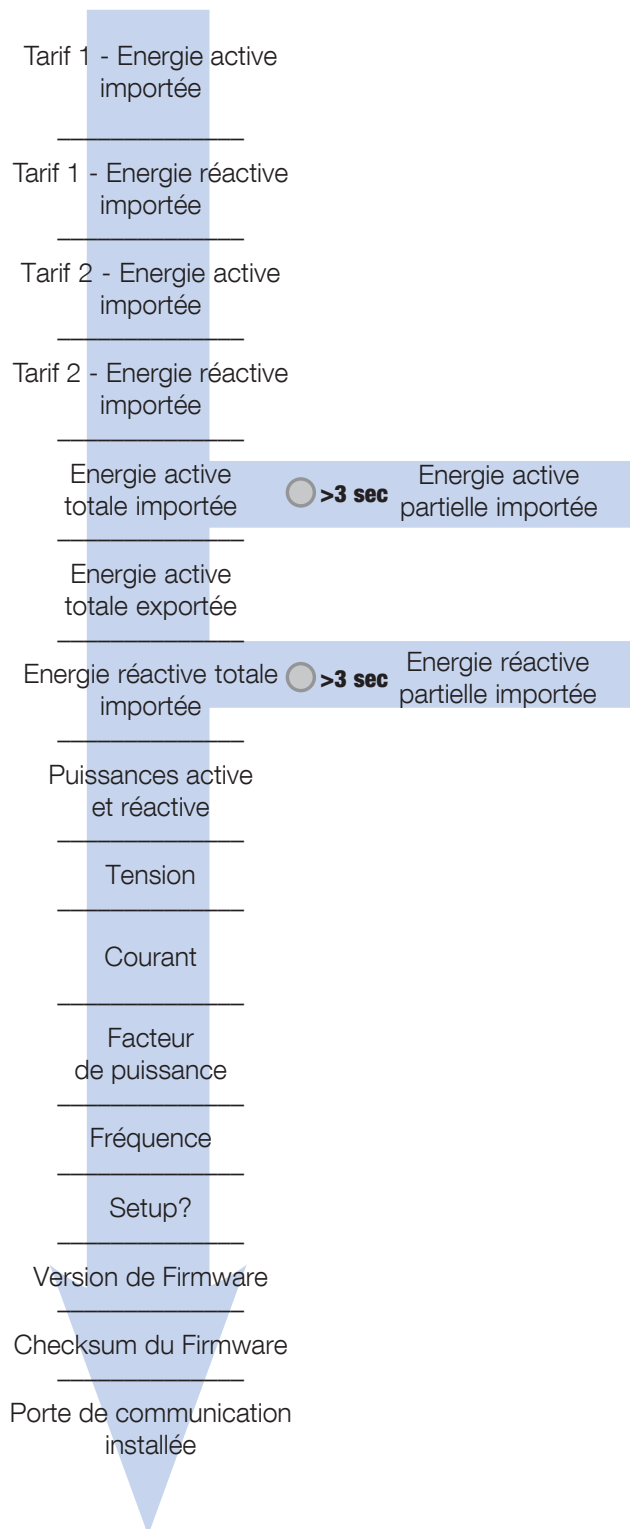 Tarif 1 - Energie active
importée
Tarif 1 - Energie réactive
importée
Tarif 2 - Energie active
importée
Tarif 2 - Energie réactive
importée
Energie active
totale importée
>3 sec
Energie active
partielle importée
Energie active
totale exportée
Energie réactive totale
importée
>3 sec
Energie réactive
partielle importée
Puissances active
et réactive
Tension
Courant
Facteur
de puissance
Fréquence
Setup?
Version de Firmware
Checksum du Firmware
Porte de communication
installée